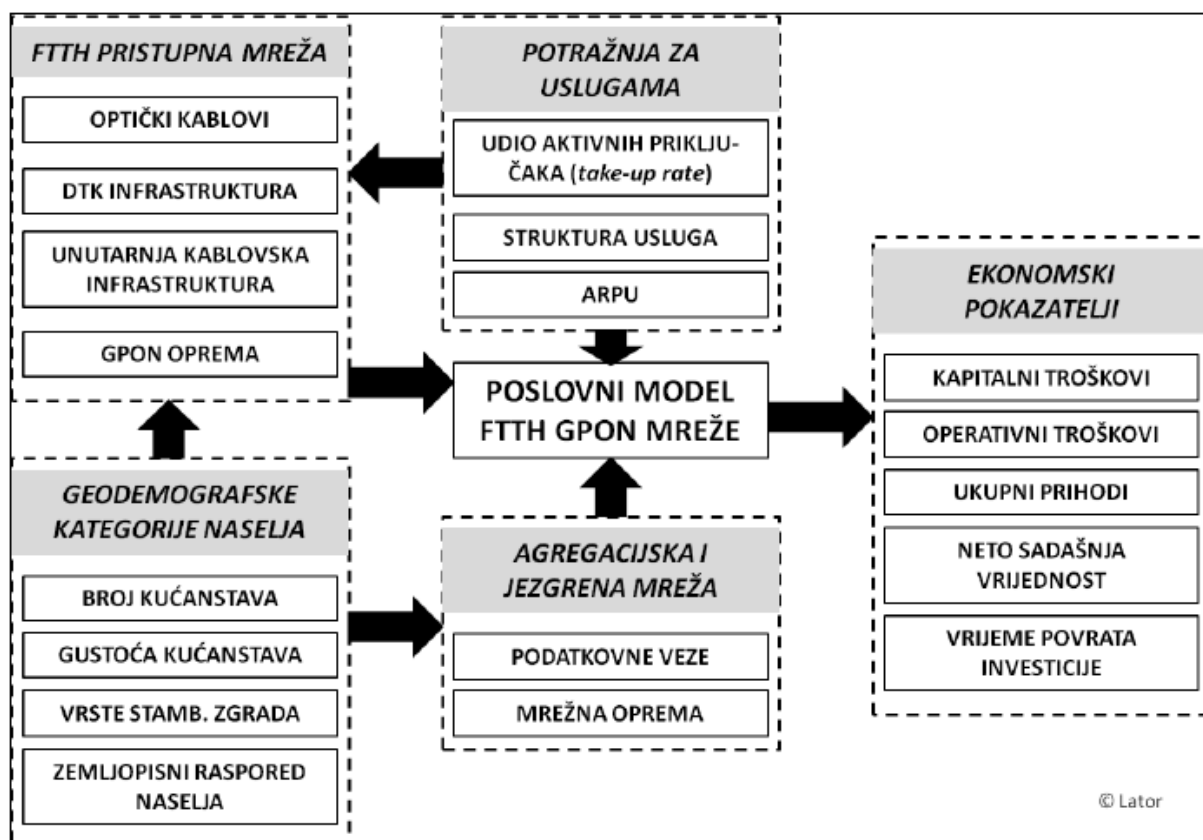 FTTH PRISTUPNA MREŽA
OPTIČKI KABLOVI
DTK INFRASTRUKTURA
UNUTARNJA KABLOVSKA
INFRASTRUKTURA
GPON OPREMA
GEODEMOGRAFSKE
KATEGORIJE NASELJA
BROJ KUĆANSTAVA
GUSTOĆA KUĆANSTAVA
VRSTE STAMB. ZGRADA
ZEMLJOPISNI RASPORED
NASELJA
POTRAŽNJA ZA
USLUGAMA
UDIO AKTIVNIH PRIKLJU-
ČAKA (take-up rate)
STRUKTURA USLUGA
ARPU
POSLOVNI MODEL
FTTH GPON MREŽE
AGREGACIJSKA I
JEZGRENA MREŽA
PODATKOVNE VEZE
MREŽNA OPREMA
EKONOMSKI
POKAZATELJI
KAPITALNI TROŠKOVI
OPERATIVNI TROŠKOVI
UKUPNI PRIHODI
NETO SADAŠNJA
VRIJEDNOST
VRIJEME POVRATA
INVESTICIJE
© Lator